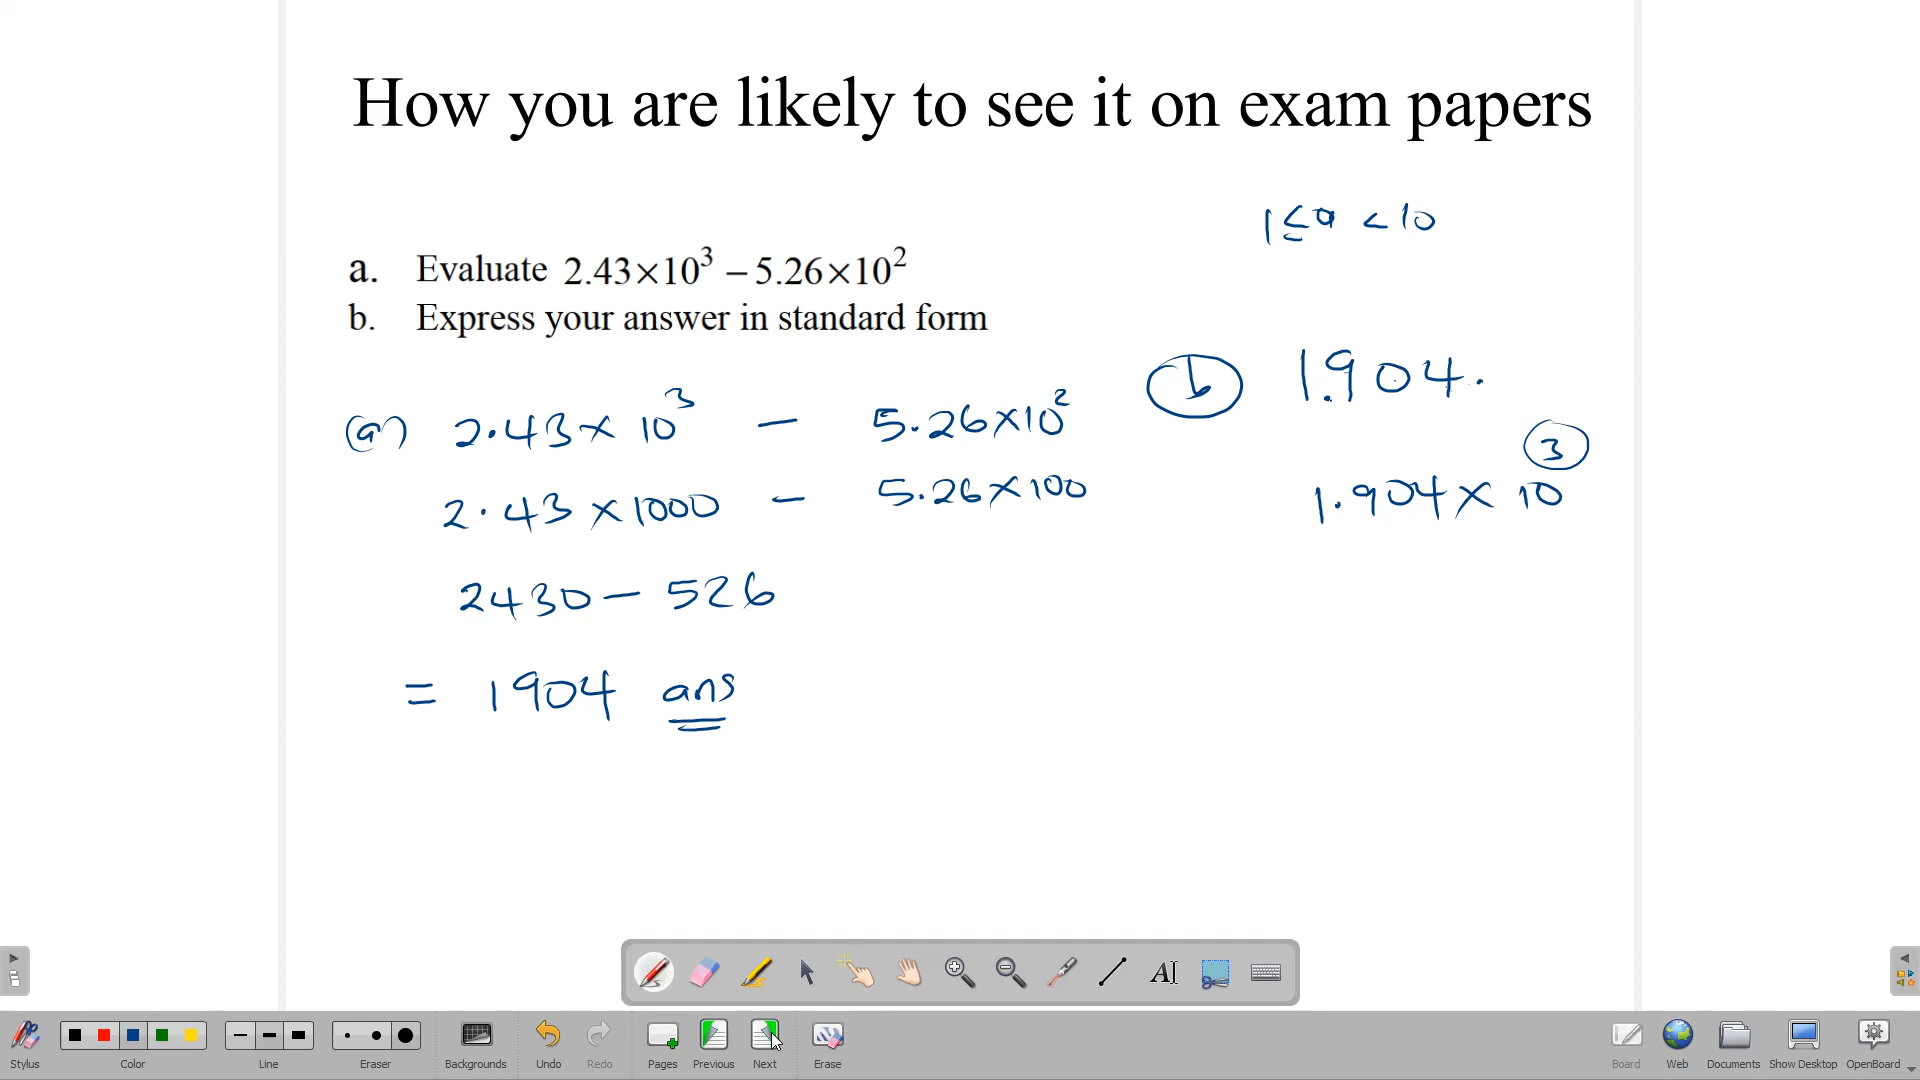 How you are likely to see it on exam papers
1 ≤ a < 10
a. Evaluate 2.43×10³ – 5.26×10²
b. Express your answer in standard form
(a) 2.43 × 10³ – 5.26×10²
2.43 × 1000 – 5.26×100
2430 – 526
= 1904 ans
b 1.904.
1.904 × 10³
AI
Stylus
Color
Line
Eraser
Backgrounds
Undo
Redo
Pages
Previous
Next
Erase
Board
Web
Documents
Show Desktop
OpenBoard